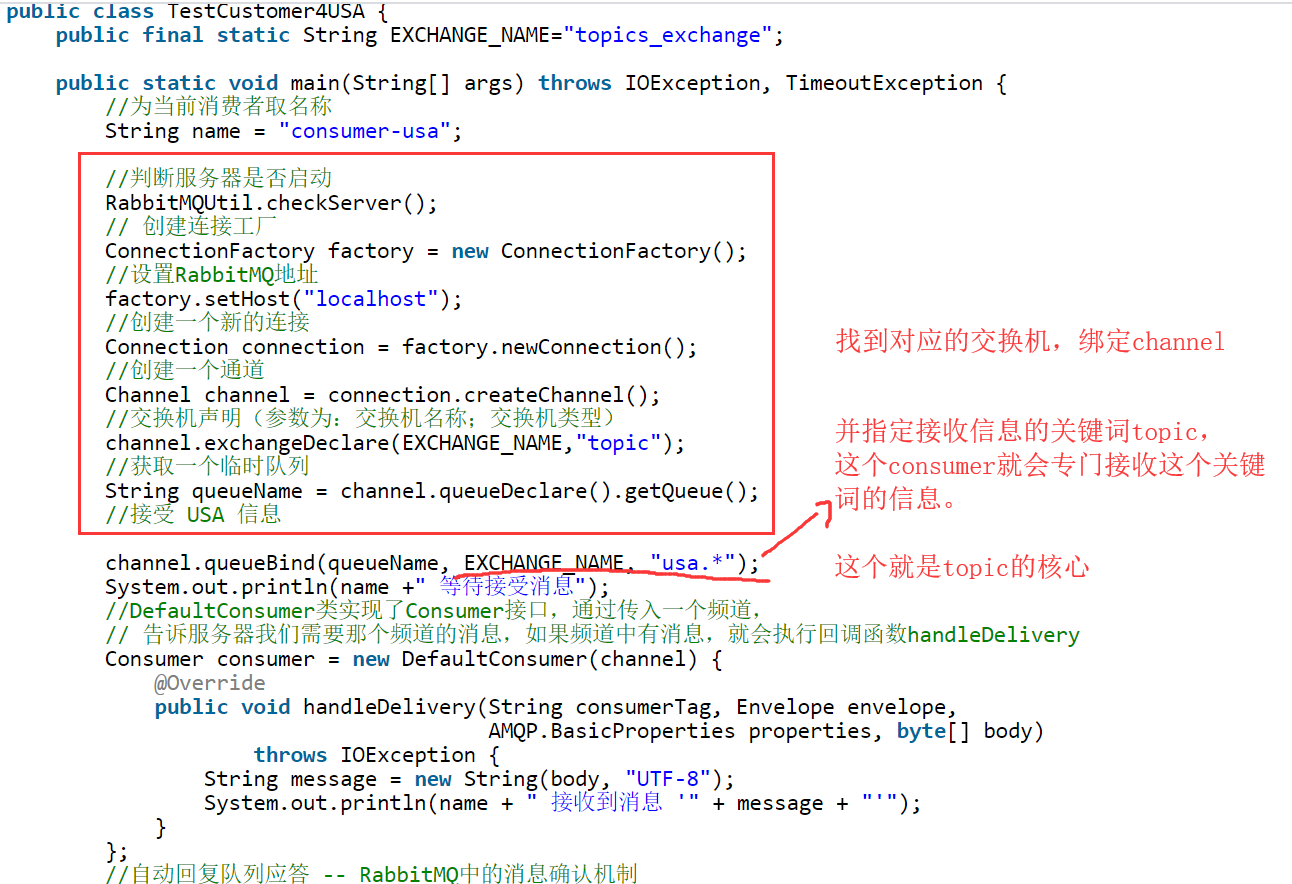 public class TestCustomer4USA {
public final static String EXCHANGE_NAME="topics_exchange";
public static void main(String[] args) throws IOException, TimeoutException {
//为当前消费者取名称
String name = "consumer-usa";
//判断服务器是否启动
RabbitMQUtil.checkServer();
// 创建连接工厂
ConnectionFactory factory = new ConnectionFactory();
//设置RabbitMQ地址
factory.setHost("localhost");
//创建一个新的连接
Connection connection = factory.newConnection();
//创建一个通道
Channel channel = connection.createChannel();
//交换机声明（参数为：交换机名称；交换机类型）
channel.exchangeDeclare(EXCHANGE_NAME,"topic");
//获取一个临时队列
String queueName = channel.queueDeclare().getQueue();
//接受 USA 信息
找到对应的交换机，绑定channel
并指定接收信息的关键词topic，
这个consumer就会专门接收这个关键
词的信息。
这个就是topic的核心
channel.queueBind(queueName, EXCHANGE_NAME, "usa.*");
System.out.println(name +" 等待接受消息");
//DefaultConsumer类实现了Consumer接口，通过传入一个频道，
// 告诉服务器我们需要那个频道的消息，如果频道中有消息，就会执行回调函数handleDelivery
Consumer consumer = new DefaultConsumer(channel) {
@Override
public void handleDelivery(String consumerTag, Envelope envelope,
AMQP.BasicProperties properties, byte[] body)
throws IOException {
String message = new String(body, "UTF-8");
System.out.println(name + " 接收到消息 '" + message + "'");
}
};
//自动回复队列应答 -- RabbitMQ中的消息确认机制